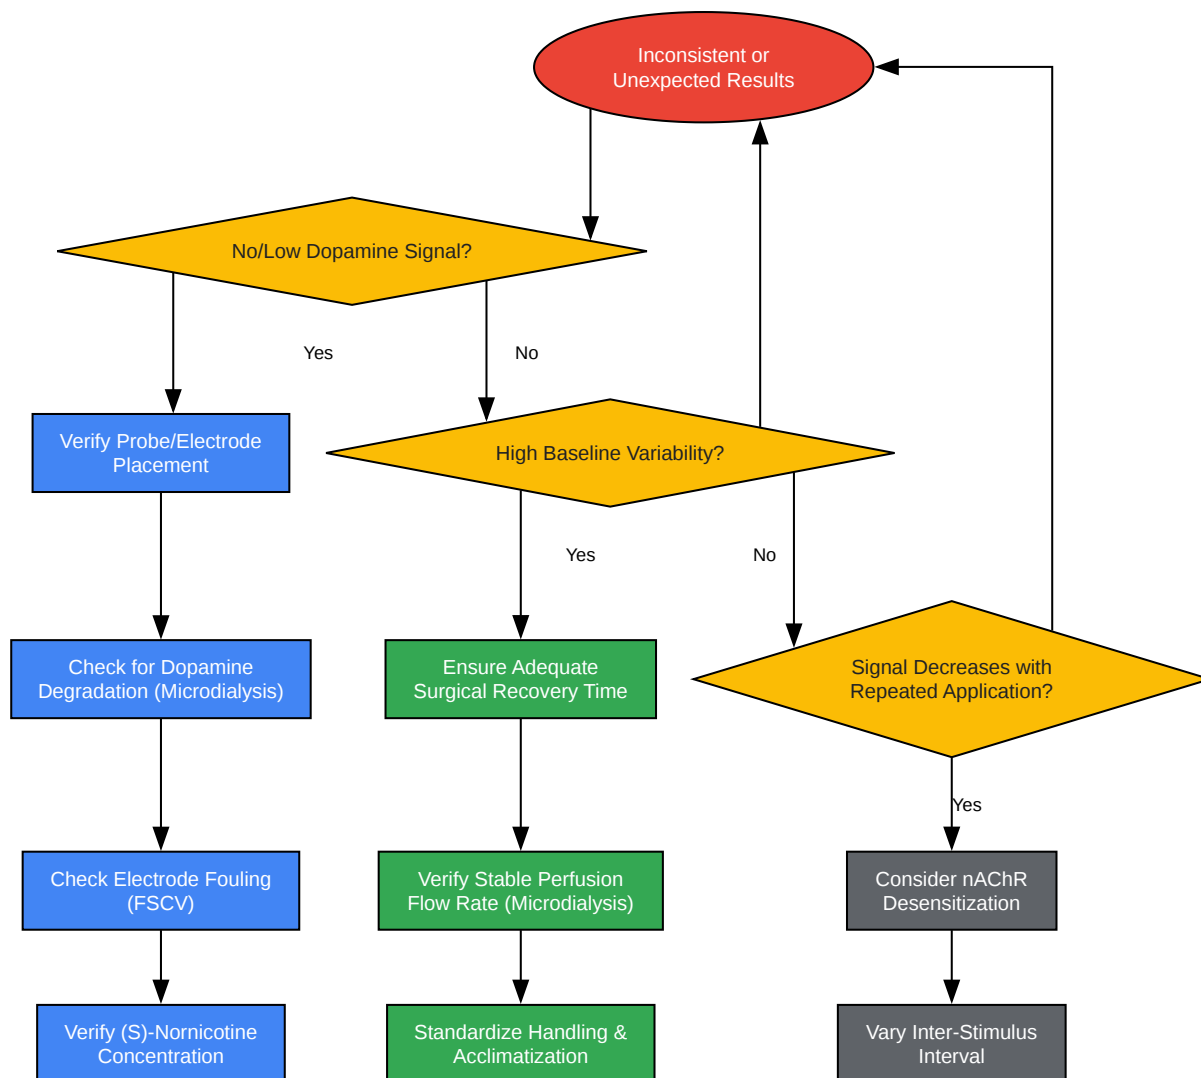 Inconsistent or
Unexpected Results
No/Low Dopamine Signal?
Yes
No
Verify Probe/Electrode
Placement
High Baseline Variability?
Yes
No
Check for Dopamine
Degradation (Microdialysis)
Ensure Adequate
Surgical Recovery Time
Signal Decreases with
Repeated Application?
Yes
Check Electrode Fouling
(FSCV)
Verify Stable Perfusion
Flow Rate (Microdialysis)
Consider nAChR
Desensitization
Verify (S)-Nornicotine
Concentration
Standardize Handling &
Acclimatization
Vary Inter-Stimulus
Interval